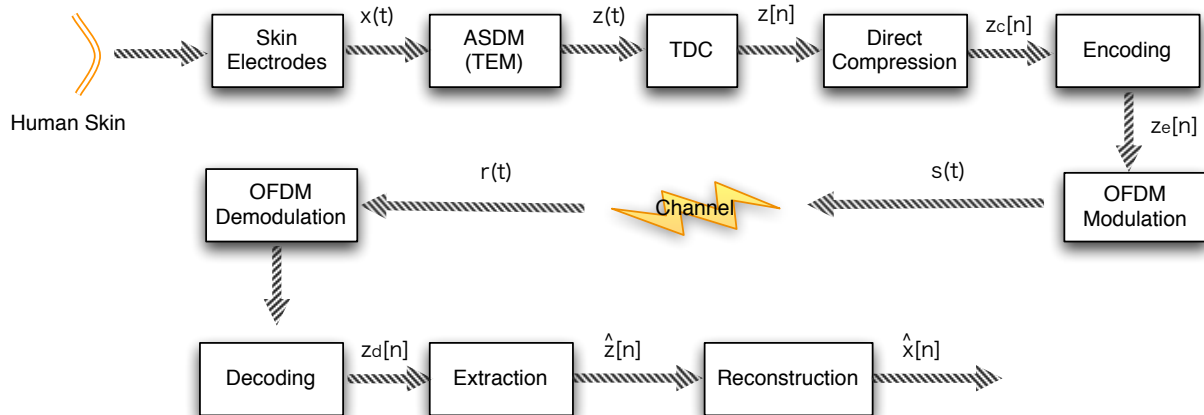 x(t)
z(t)
z[n]
zc[n]
Skin
Electrodes
ASDM
(TEM)
TDC
Direct
Compression
Encoding
Human Skin
ze[n]
r(t)
s(t)
OFDM
Demodulation
Channel
OFDM
Modulation
zd[n]
ẑ[n]
x̂[n]
Decoding
Extraction
Reconstruction